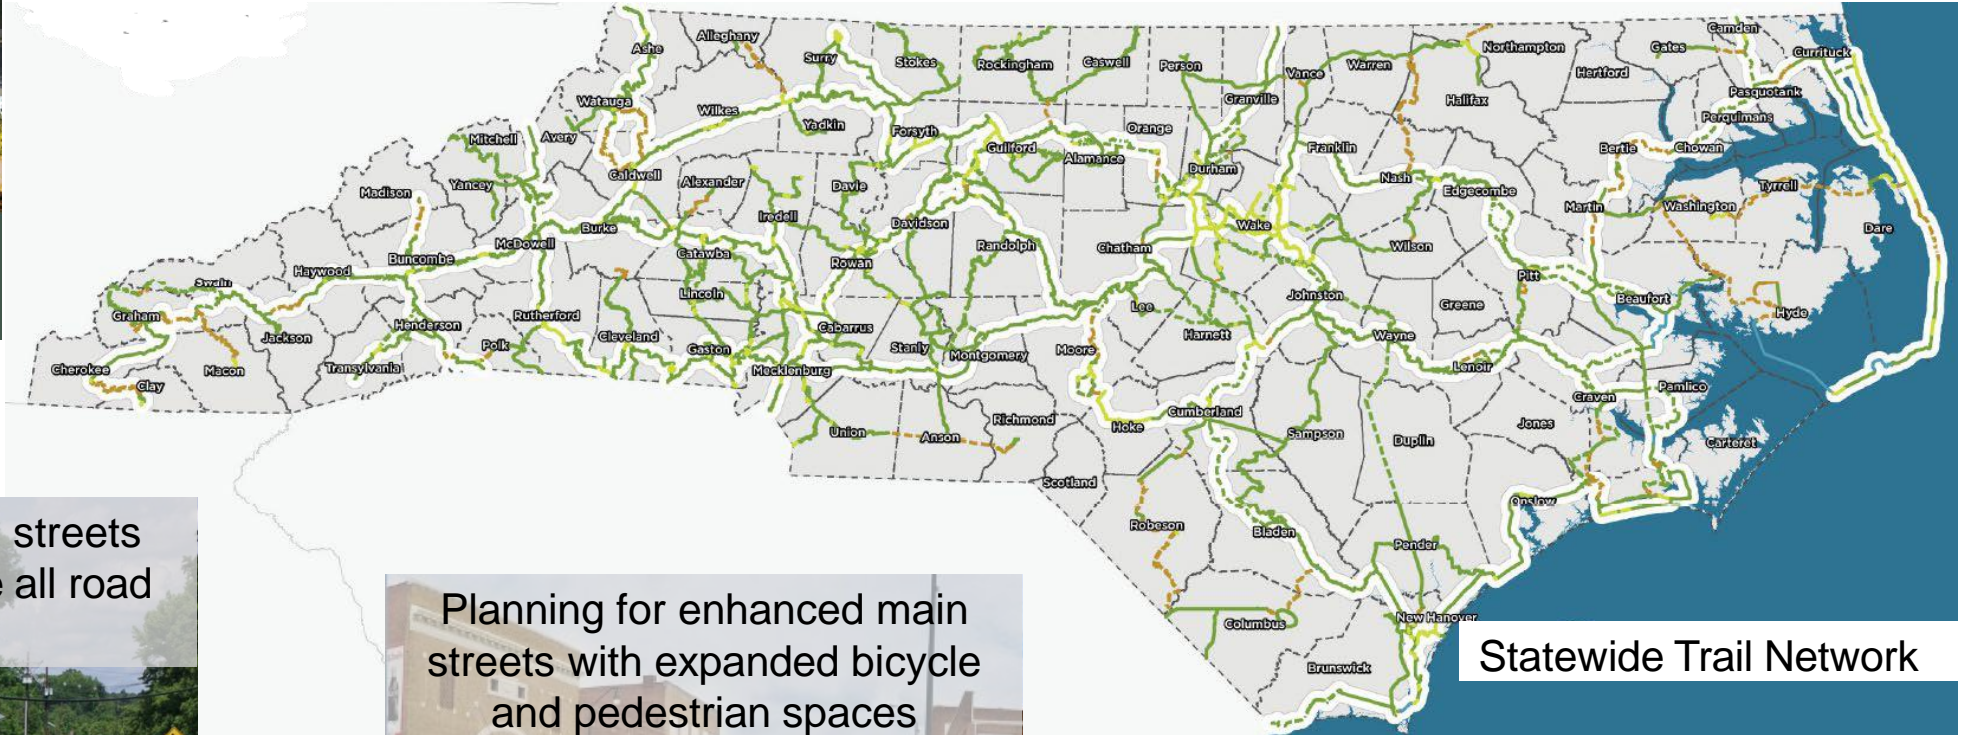 Camden
Ashe
Alleghany
Surry
Stokes
Rockingham
Caswell
Person
Vance
Warren
Northampton
Gates
Currituck
Hertford
Watauga
Wilkes
Granville
Halifax
Pasquotank
Mitchell
Avery
Yadkin
Forsyth
Guilford
Alamance
Orange
Franklin
Perquimans
Bertie
Chowan
Caldwell
Durham
Madison
Yancey
Alexander
Davie
Nash
Edgecombe
Tyrrell
Martin
Washington
Iredell
Burke
McDowell
Davidson
Randolph
Chatham
Wake
Wilson
Dare
Buncombe
Catawba
Rowan
Haywood
Swain
Pitt
Lincoln
Johnston
Greene
Beaufort
Graham
Henderson
Rutherford
Cleveland
Cabarrus
Lee
Harnett
Wayne
Hyde
Jackson
Polk
Gaston
Stanly
Montgomery
Moore
Lenoir
Cherokee
Clay
Macon
Transylvania
Mecklenburg
Pamlico
Craven
Richmond
Cumberland
Hoke
Jones
Union
Anson
Sampson
Duplin
Carteret
Scotland
Onslow
Robeson
Bladen
Pender
Columbus
New Hanover
Brunswick
streets
all road
Planning for enhanced main
streets with expanded bicycle
and pedestrian spaces
Statewide Trail Network